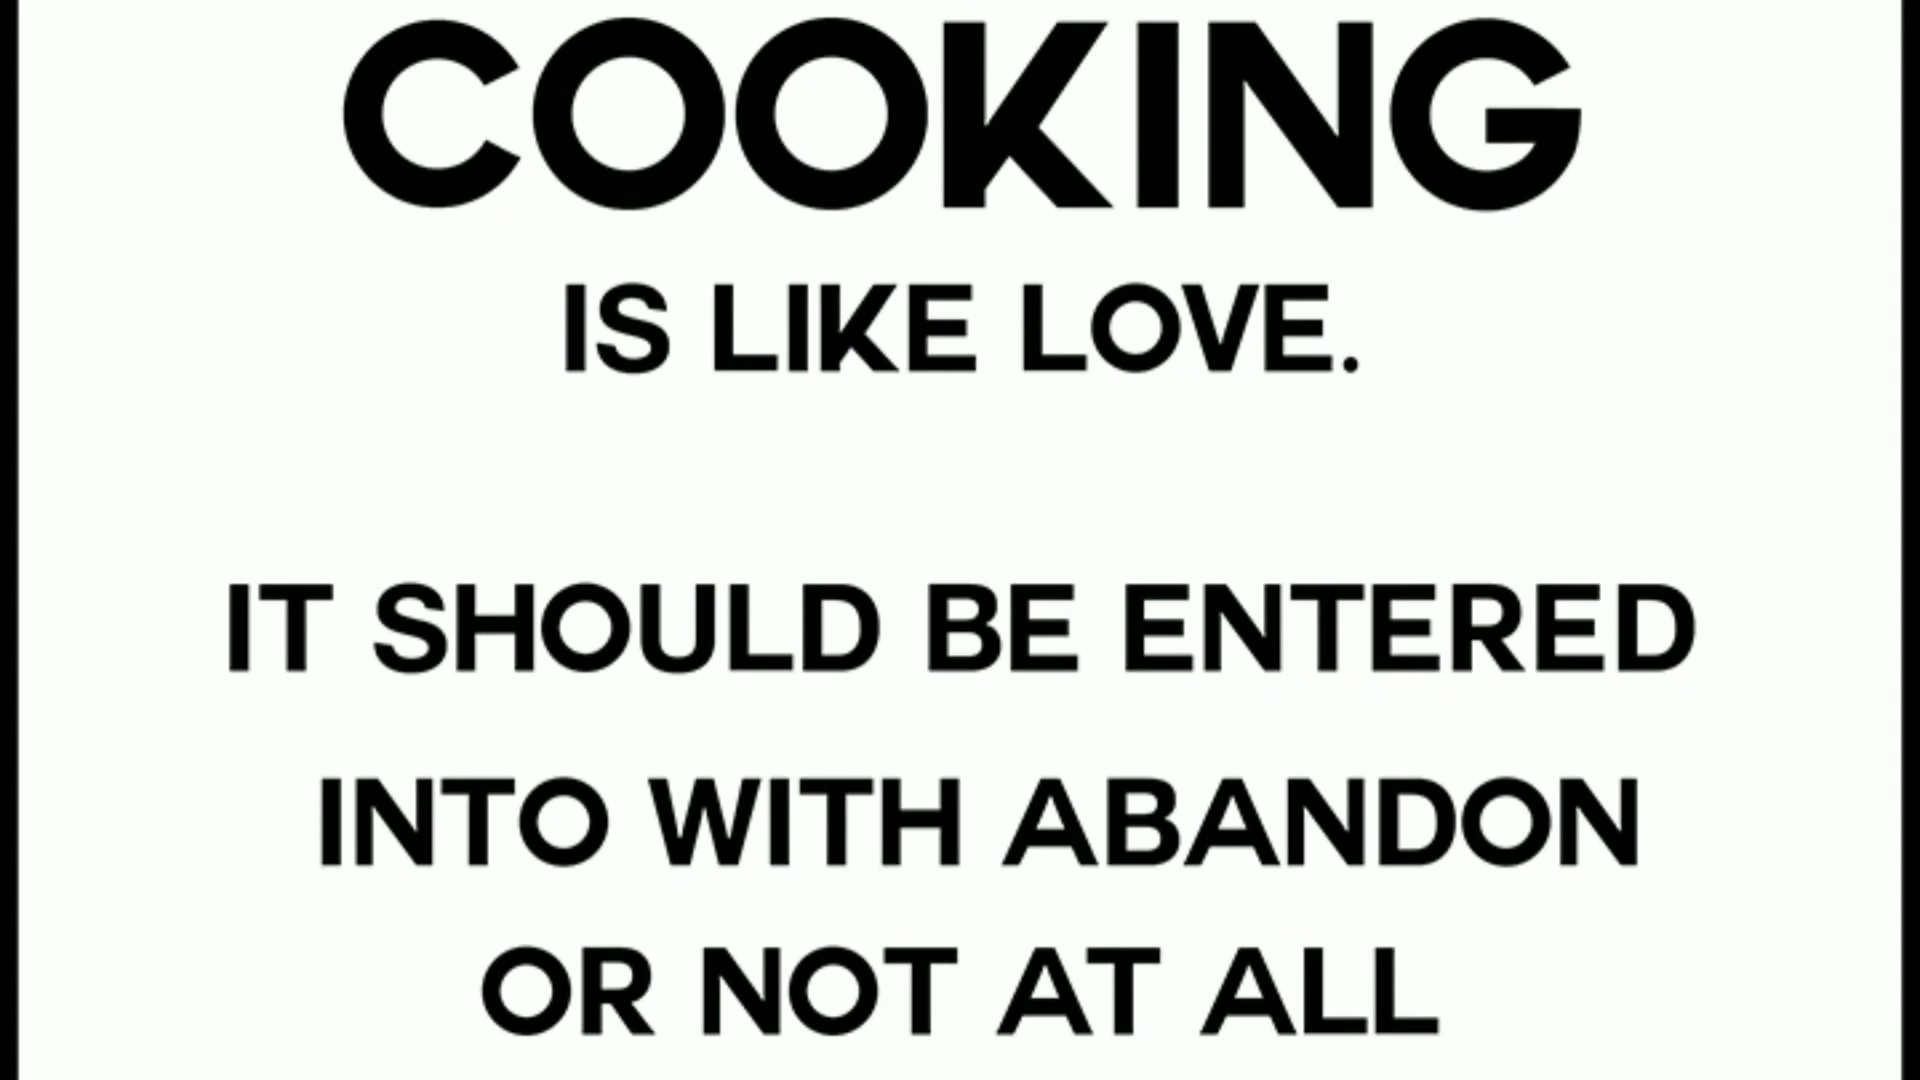 COOKING
IS LIKE LOVE.
IT SHOULD BE ENTERED
INTO WITH ABANDON
OR NOT AT ALL